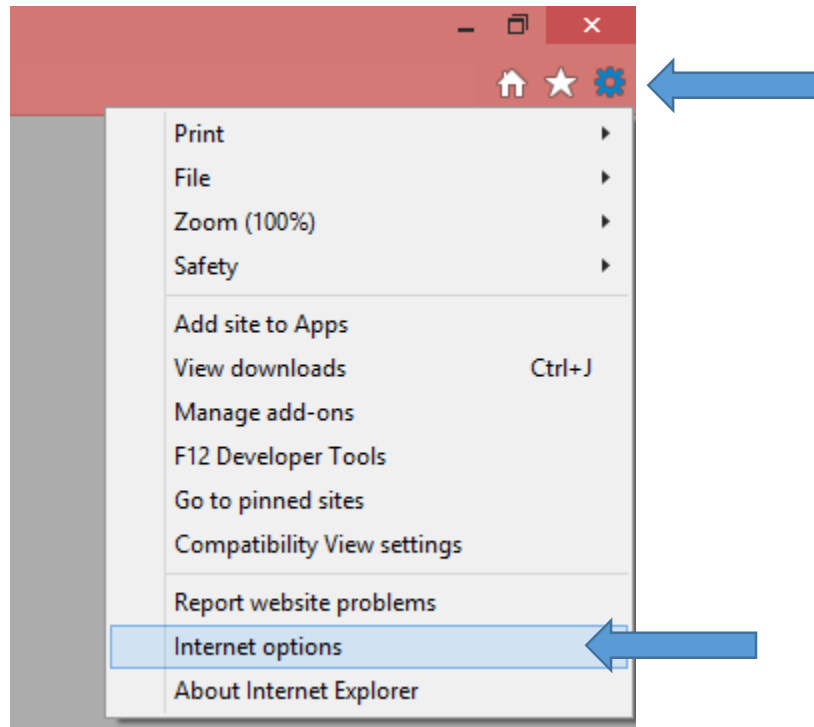 Print
File
Zoom (100%)
Safety
Add site to Apps
View downloads Ctrl+J
Manage add-ons
F12 Developer Tools
Go to pinned sites
Compatibility View settings
Report website problems
Internet options
About Internet Explorer